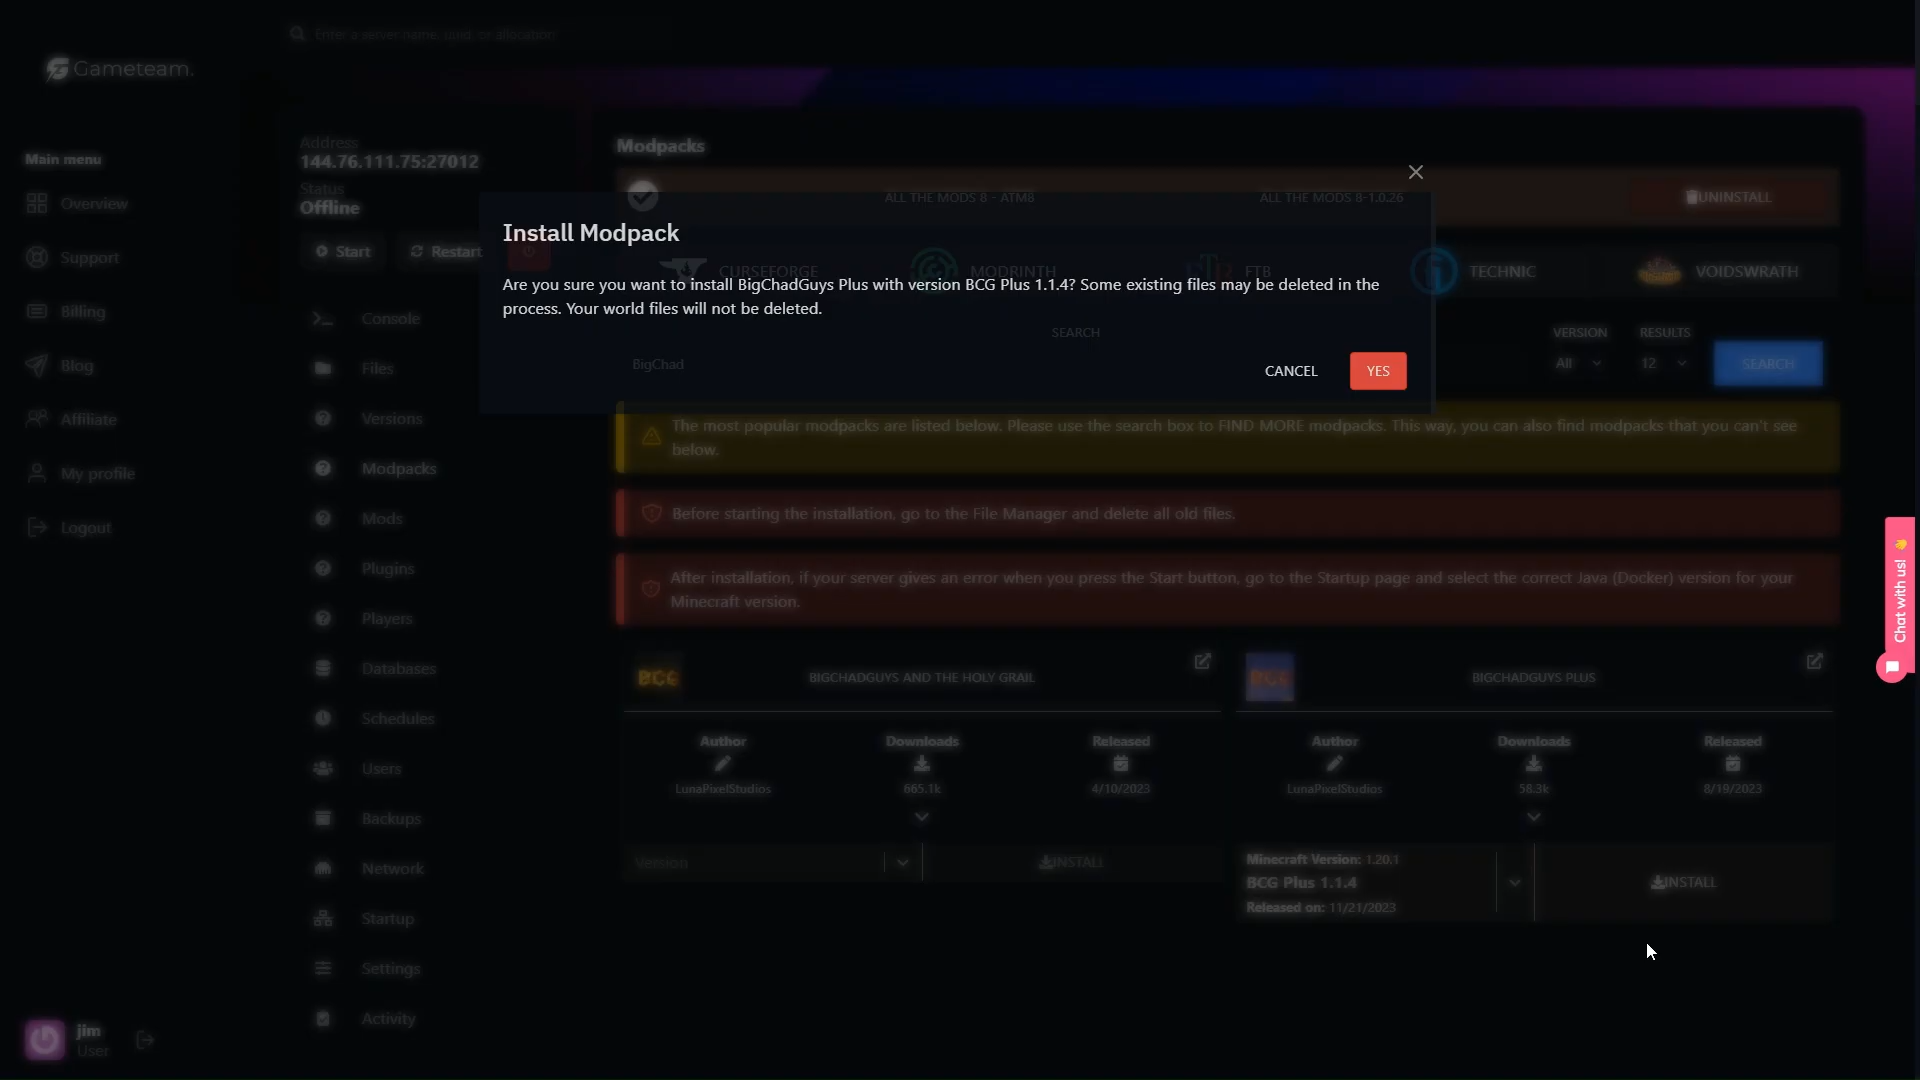 Enter a server name, uuid, or allocation
Gameteam.
Main menu
Overview
Support
Billing
Blog
Affiliate
My profile
Logout
jim
User
Address
144.76.111.75:27012
Status
Offline
Start
Restart
Console
Files
Versions
Modpacks
Mods
Plugins
Players
Databases
Schedules
Users
Backups
Network
Startup
Settings
Activity
Modpacks
ALL THE MODS 8 - ATM8
ALL THE MODS 8-1.0.26
UNINSTALL
Install Modpack
Are you sure you want to install BigChadGuys Plus with version BCG Plus 1.1.4? Some existing files may be deleted in the
process. Your world files will not be deleted.
CANCEL
YES
CURSEFORGE
MODRINTH
FTB
TECHNIC
VOIDSWRATH
SEARCH
BigChad
VERSION
All
RESULTS
12
SEARCH
The most popular modpacks are listed below. Please use the search box to FIND MORE modpacks. This way, you can also find modpacks that you can't see
below.
Before starting the installation, go to the File Manager and delete all old files.
After installation, if your server gives an error when you press the Start button, go to the Startup page and select the correct Java (Docker) version for your
Minecraft version.
BCG
BIGCHADGUYS AND THE HOLY GRAIL
Author
LunaPixelStudios
Downloads
665.1k
Released
4/10/2023
Version
INSTALL
BCG
BIGCHADGUYS PLUS
Author
LunaPixelStudios
Downloads
58.3k
Released
8/19/2023
Minecraft Version: 1.20.1
BCG Plus 1.1.4
Released on: 11/21/2023
INSTALL
Chat with us!